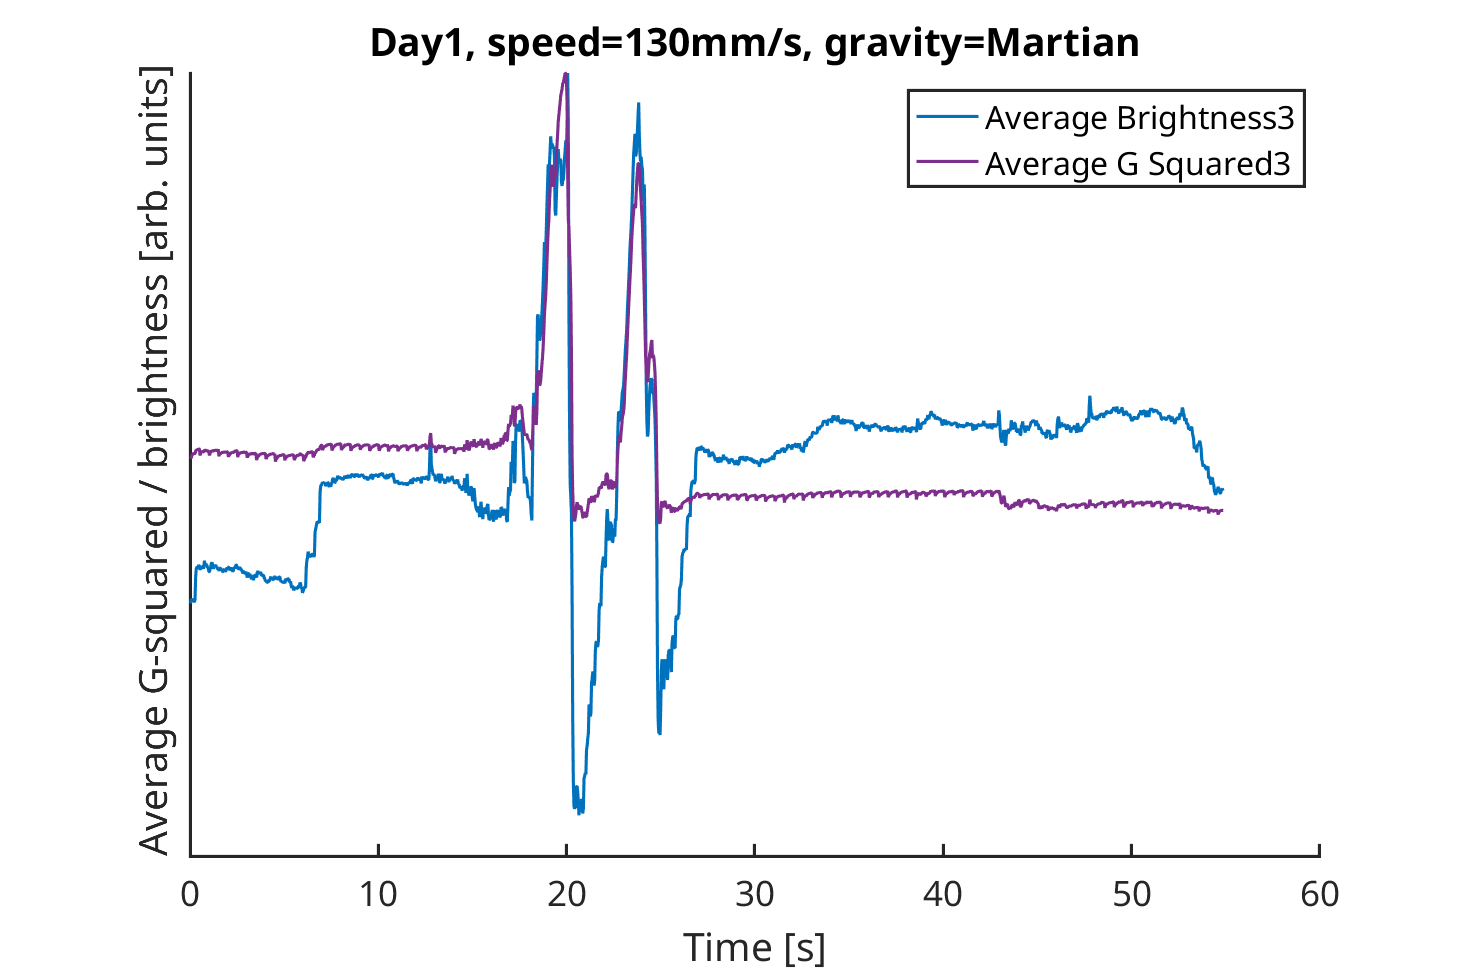 Day1, speed=130mm/s, gravity=Martian
Average G-squared / brightness [arb. units]
Average Brightness3
Average G Squared3
0 10 20 30 40 50 60
Time [s]